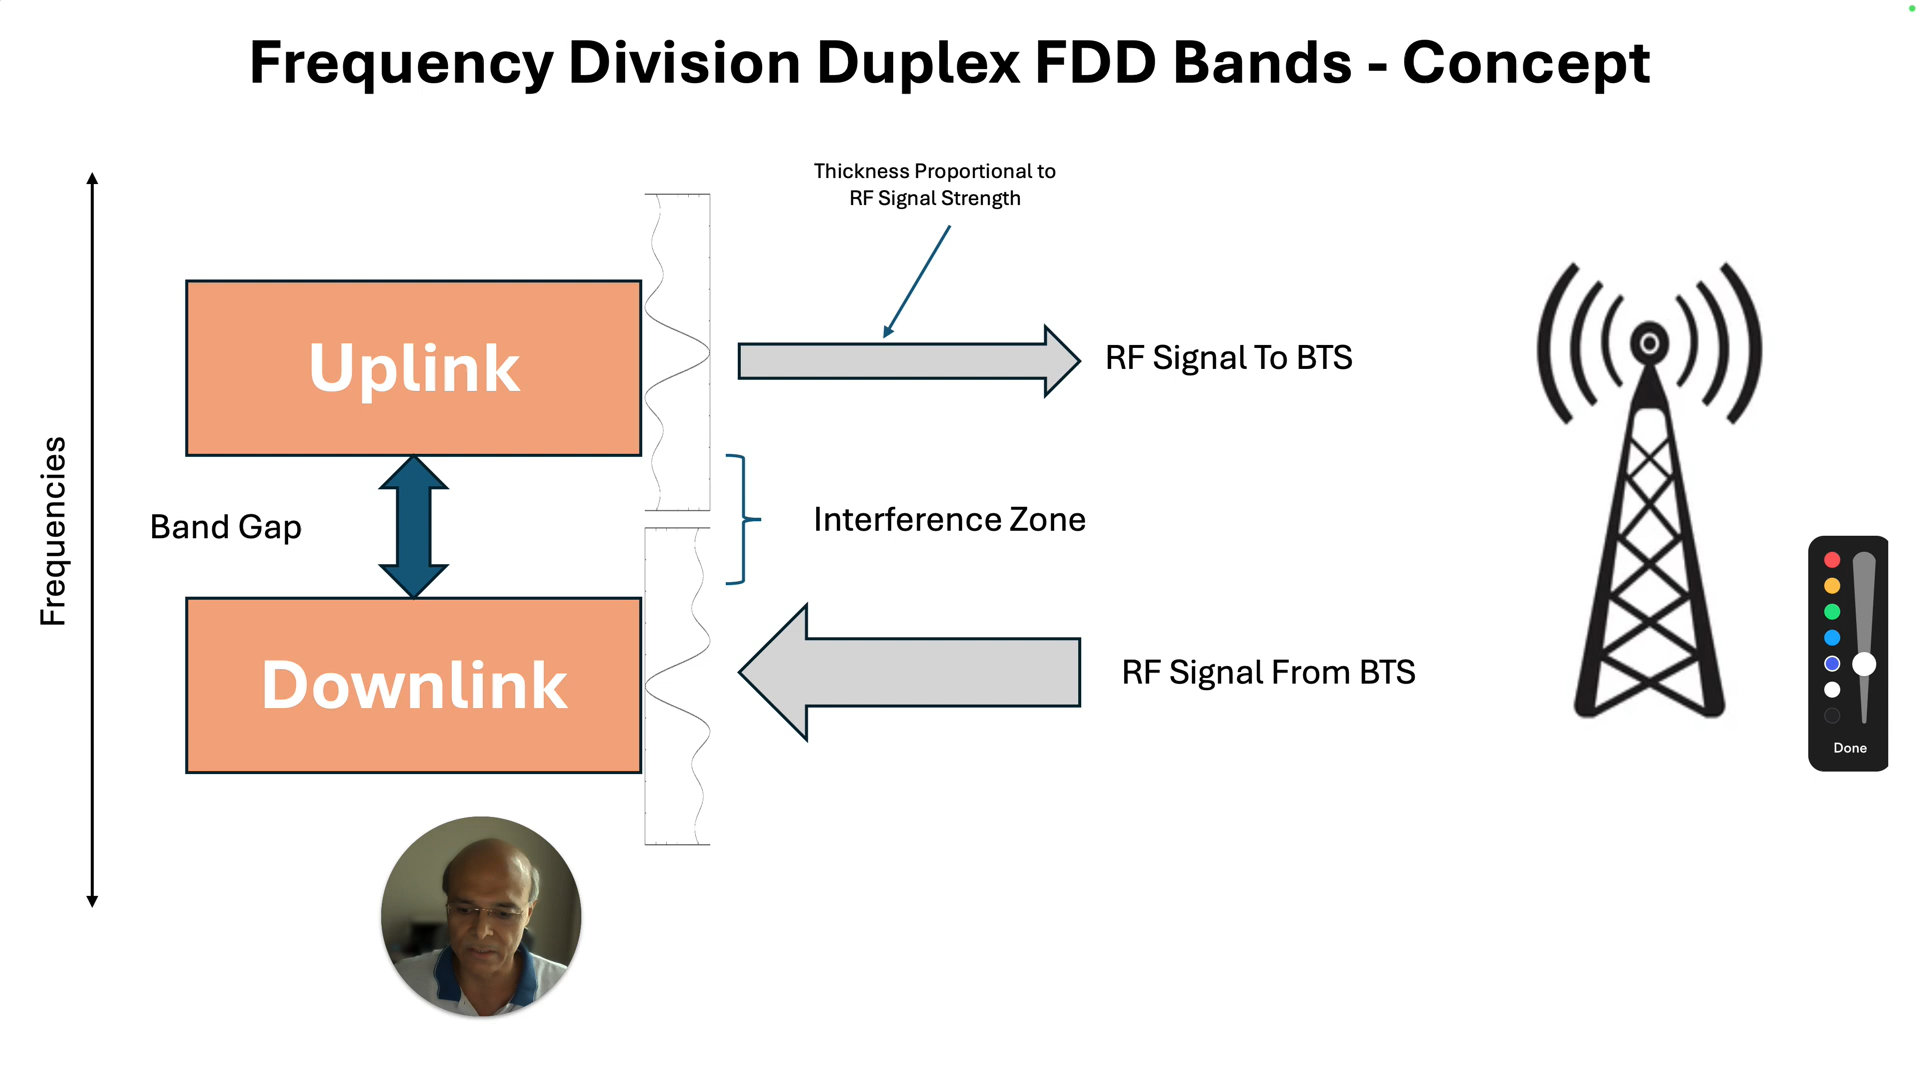 Frequency Division Duplex FDD Bands - Concept
Thickness Proportional to
RF Signal Strength
Uplink
RF Signal To BTS
Frequencies
Band Gap
Interference Zone
Downlink
RF Signal From BTS
Done